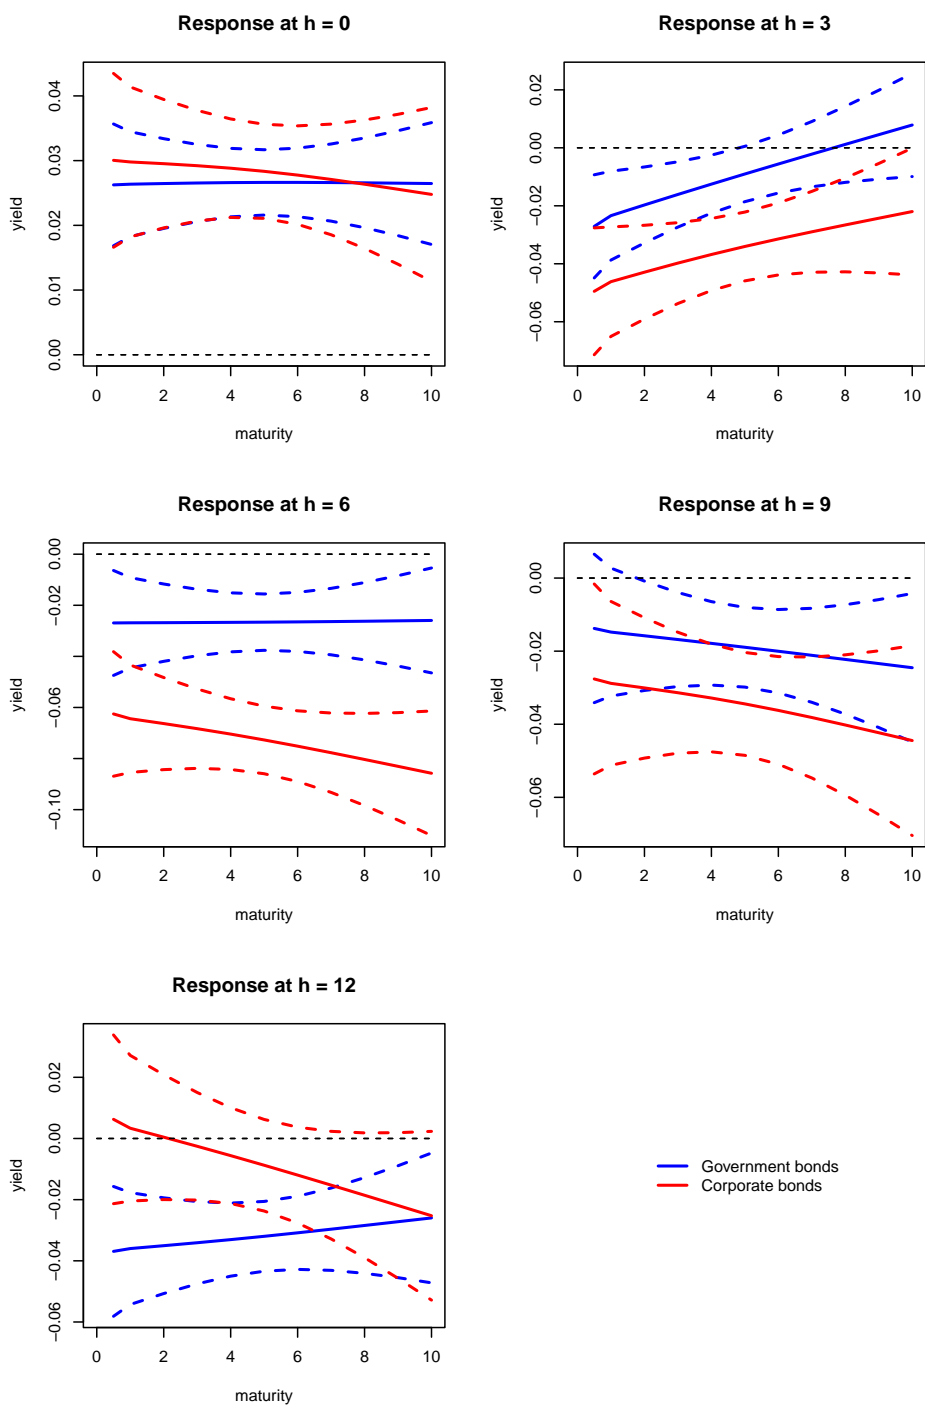 Response at h = 0
yield
0.00
0.01
0.02
0.03
0.04
0 2 4 6 8 10
maturity
Response at h = 3
yield
−0.06
−0.04
−0.02
0.00
0.02
0 2 4 6 8 10
maturity
Response at h = 6
yield
−0.10
−0.06
−0.02
0.00
0 2 4 6 8 10
maturity
Response at h = 9
yield
−0.06
−0.04
−0.02
0.00
0 2 4 6 8 10
maturity
Response at h = 12
yield
−0.06
−0.04
−0.02
0.00
0.02
0 2 4 6 8 10
maturity
Government bonds
Corporate bonds